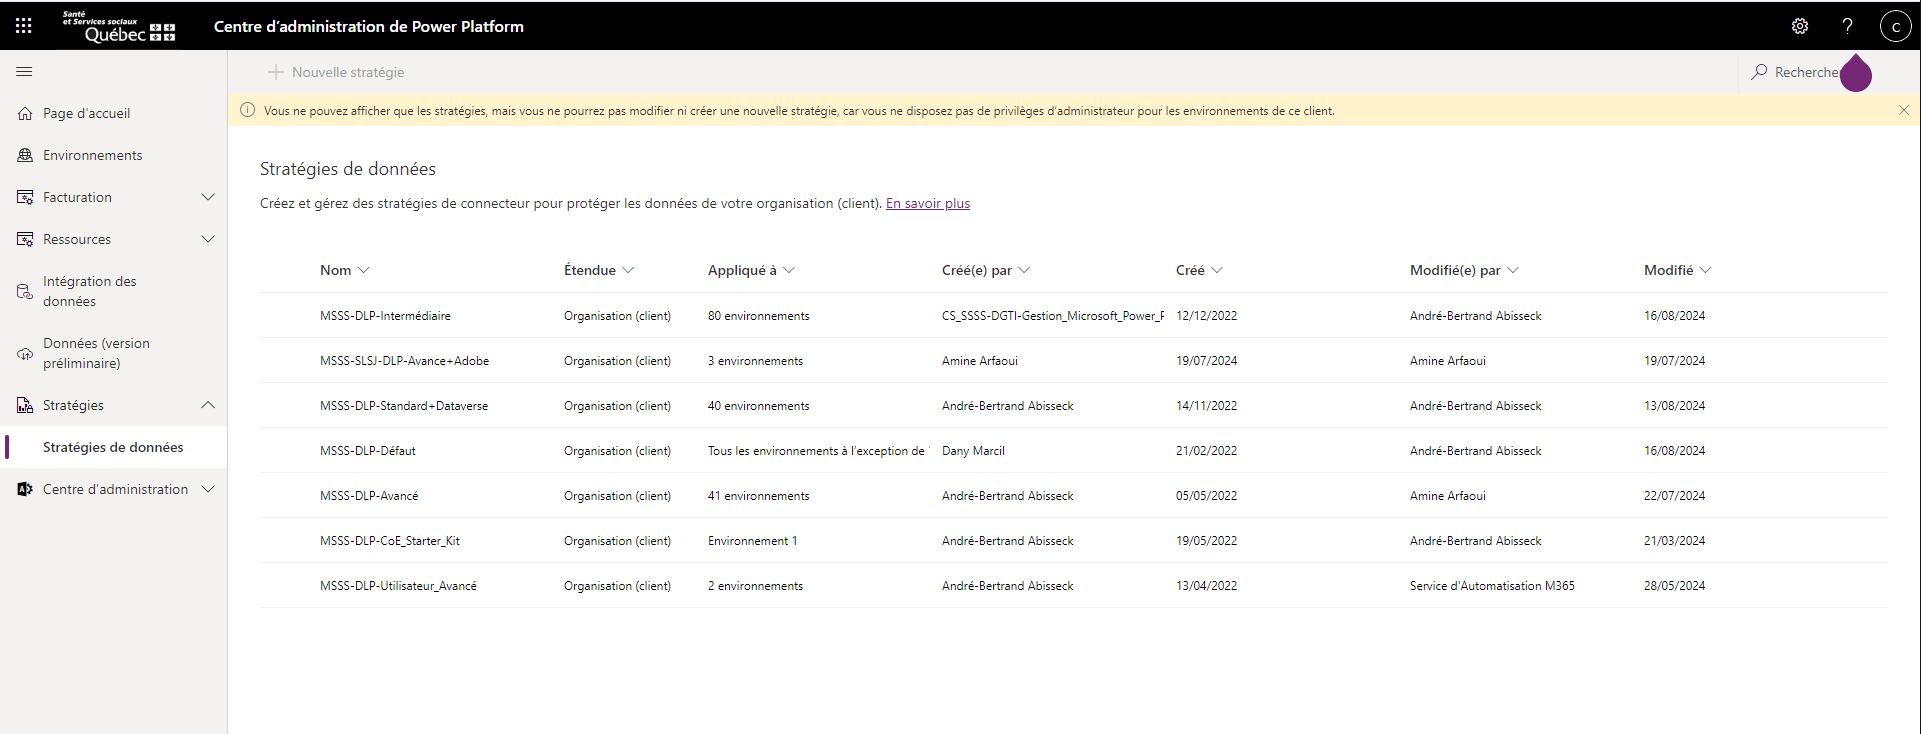 Santé
et Services sociaux
Québec
Centre d'administration de Power Platform
?
C
Nouvelle stratégie
Rechercher
Vous ne pouvez afficher que les stratégies, mais vous ne pourrez pas modifier ni créer une nouvelle stratégie, car vous ne disposez pas de privilèges d'administrateur pour les environnements de ce client.
Page d'accueil
Environnements
Facturation
Ressources
Intégration des
données
Données (version
préliminaire)
Stratégies
Stratégies de données
Centre d'administration
Stratégies de données
Créez et gérez des stratégies de connecteur pour protéger les données de votre organisation (client). En savoir plus
Nom Étendue Appliqué à Créé(e) par Créé Modifié(e) par Modifié
MSSS-DLP-Intermédiaire Organisation (client) 80 environnements CS_SSSS-DGTI-Gestion_Microsoft_Power_P 12/12/2022 André-Bertrand Abisseck 16/08/2024
MSSS-SLSJ-DLP-Avance+Adobe Organisation (client) 3 environnements Amine Arfaoui 19/07/2024 Amine Arfaoui 19/07/2024
MSSS-DLP-Standard+Dataverse Organisation (client) 40 environnements André-Bertrand Abisseck 14/11/2022 André-Bertrand Abisseck 13/08/2024
MSSS-DLP-Défaut Organisation (client) Tous les environnements à l'exception de Dany Marcil 21/02/2022 André-Bertrand Abisseck 16/08/2024
MSSS-DLP-Avancé Organisation (client) 41 environnements André-Bertrand Abisseck 05/05/2022 Amine Arfaoui 22/07/2024
MSSS-DLP-CoE_Starter_Kit Organisation (client) Environnement 1 André-Bertrand Abisseck 19/05/2022 André-Bertrand Abisseck 21/03/2024
MSSS-DLP-Utilisateur_Avancé Organisation (client) 2 environnements André-Bertrand Abisseck 13/04/2022 Service d'Automatisation M365 28/05/2024